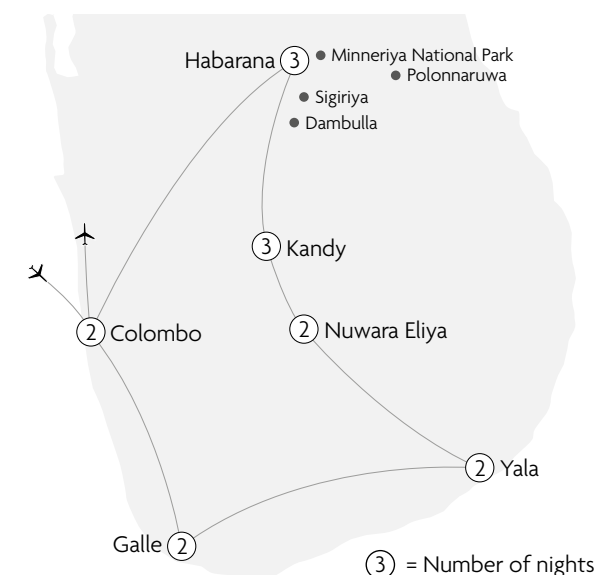 Habarana 3
Minneriya National Park
Polonnaruwa
Sigiriya
Dambulla
3 Kandy
2 Colombo
2 Nuwara Eliya
2 Yala
Galle 2
3 = Number of nights